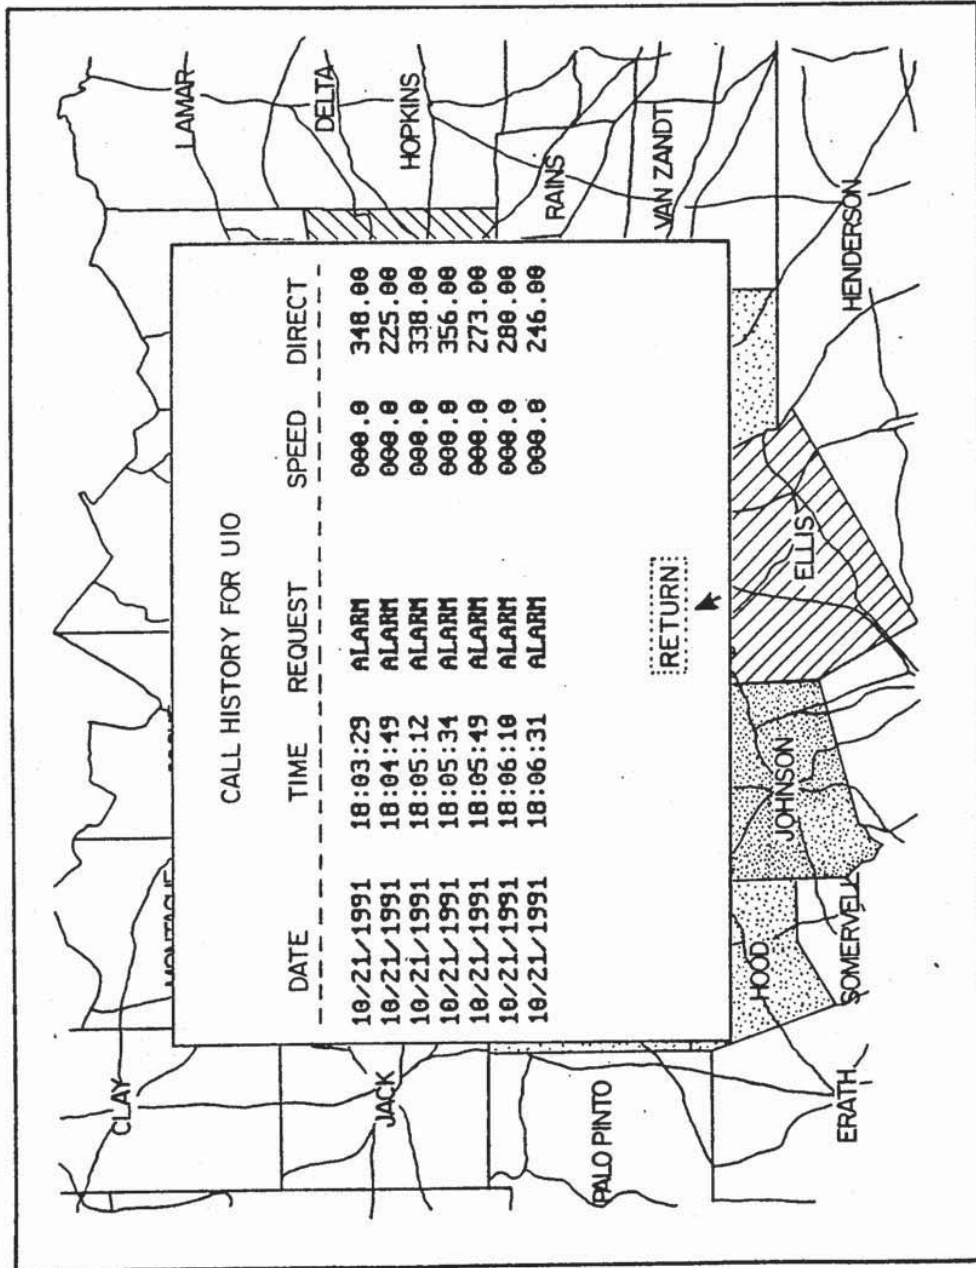 CALL HISTORY FOR U10
DATE TIME REQUEST SPEED DIRECT
10/21/1991 18:03:29 ALARM 000.0 348.00
10/21/1991 18:04:49 ALARM 000.0 225.00
10/21/1991 18:05:12 ALARM 000.0 338.00
10/21/1991 18:05:34 ALARM 000.0 356.00
10/21/1991 18:05:49 ALARM 000.0 273.00
10/21/1991 18:06:10 ALARM 000.0 280.00
10/21/1991 18:06:31 ALARM 000.0 246.00
RETURN
CLAY
MONTAGUE
LAMAR
DELTA
HOPKINS
JACK
RAINS
PALO PINTO
VAN ZANDT
HOOD
JOHNSON
ELLIS
ERATH
SOMERVELL
HENDERSON